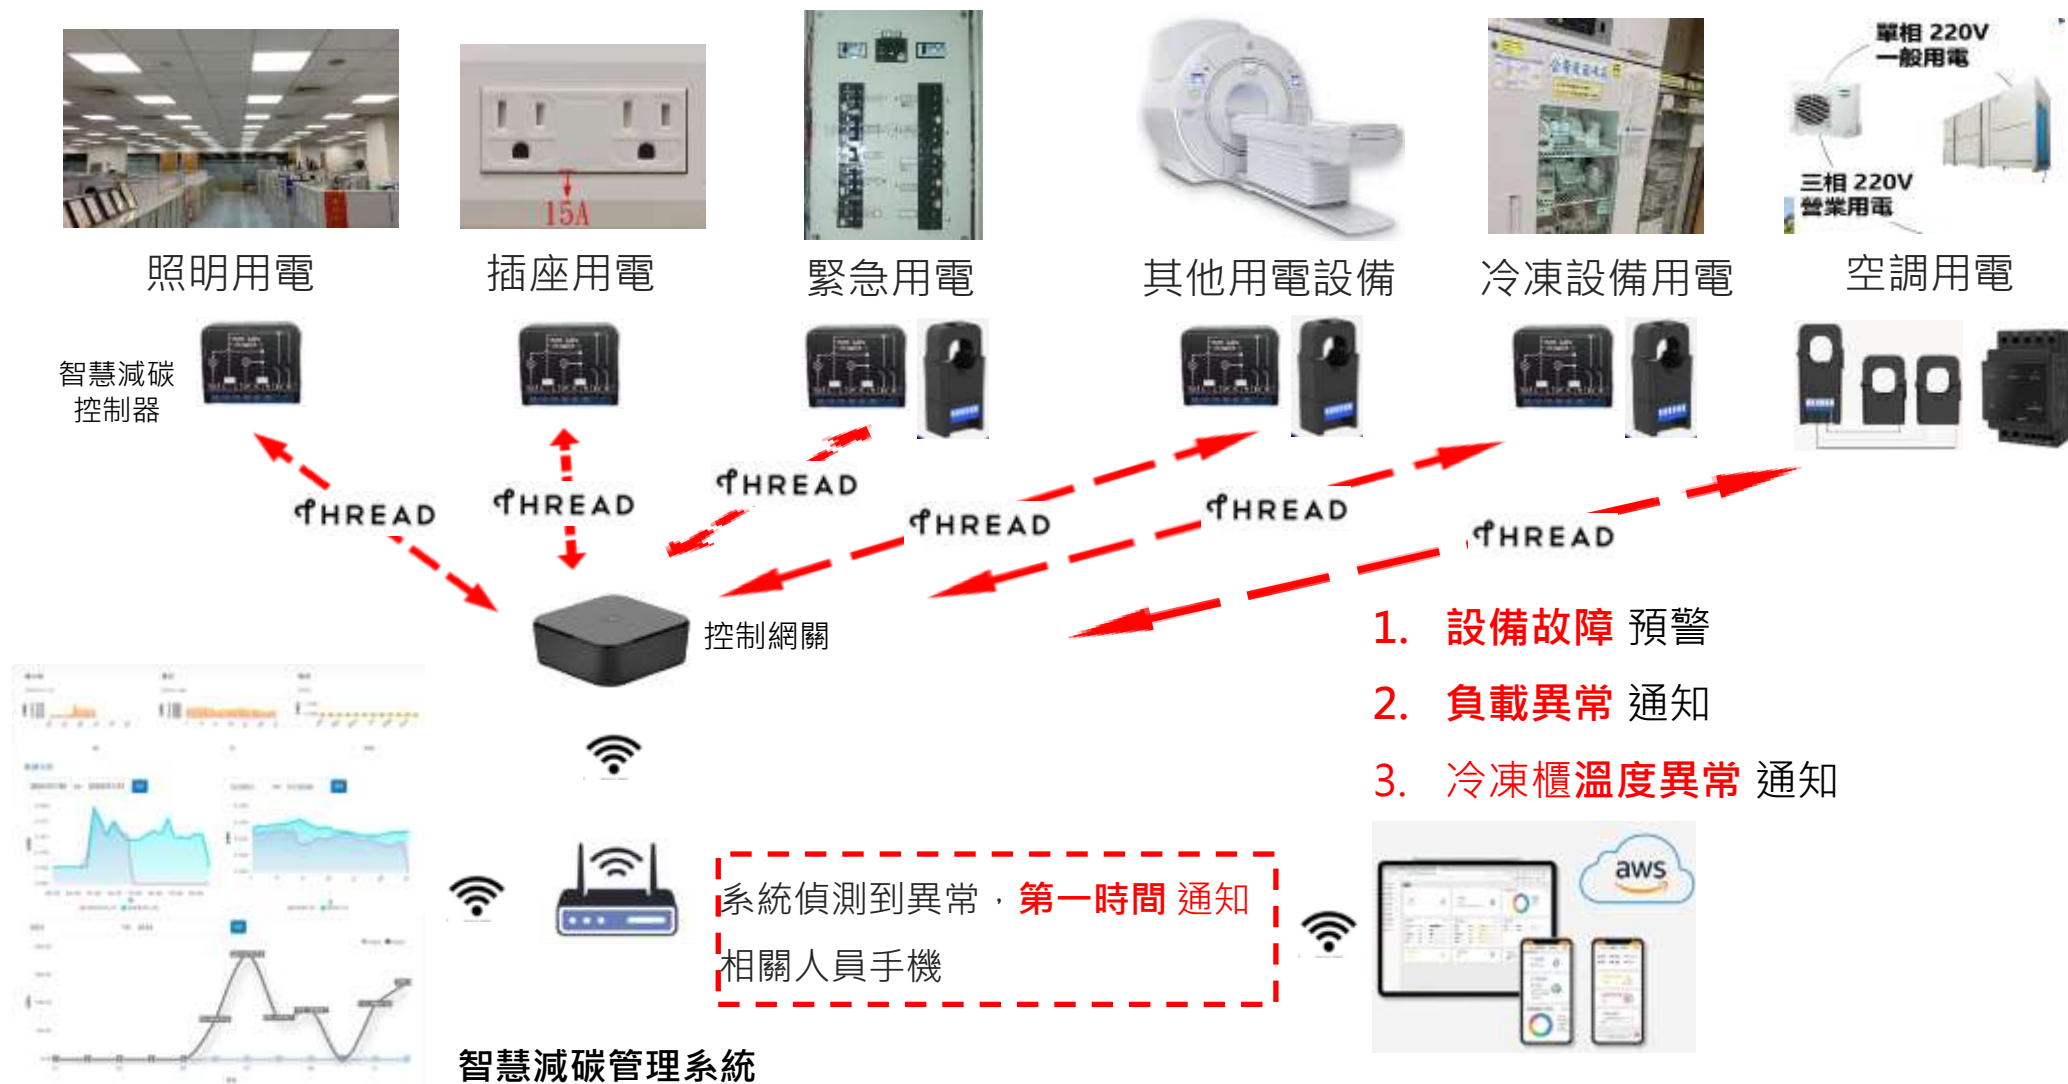 單相 220V
一般用電
三相 220V
營業用電
15A
照明用電
插座用電
緊急用電
其他用電設備
冷凍設備用電
空調用電
智慧減碳
控制器
THREAD
THREAD
THREAD
THREAD
THREAD
THREAD
控制網關
1. 設備故障 預警
2. 負載異常 通知
3. 冷凍櫃溫度異常 通知
aws
系統偵測到異常，第一時間 通知
相關人員手機
智慧減碳管理系統